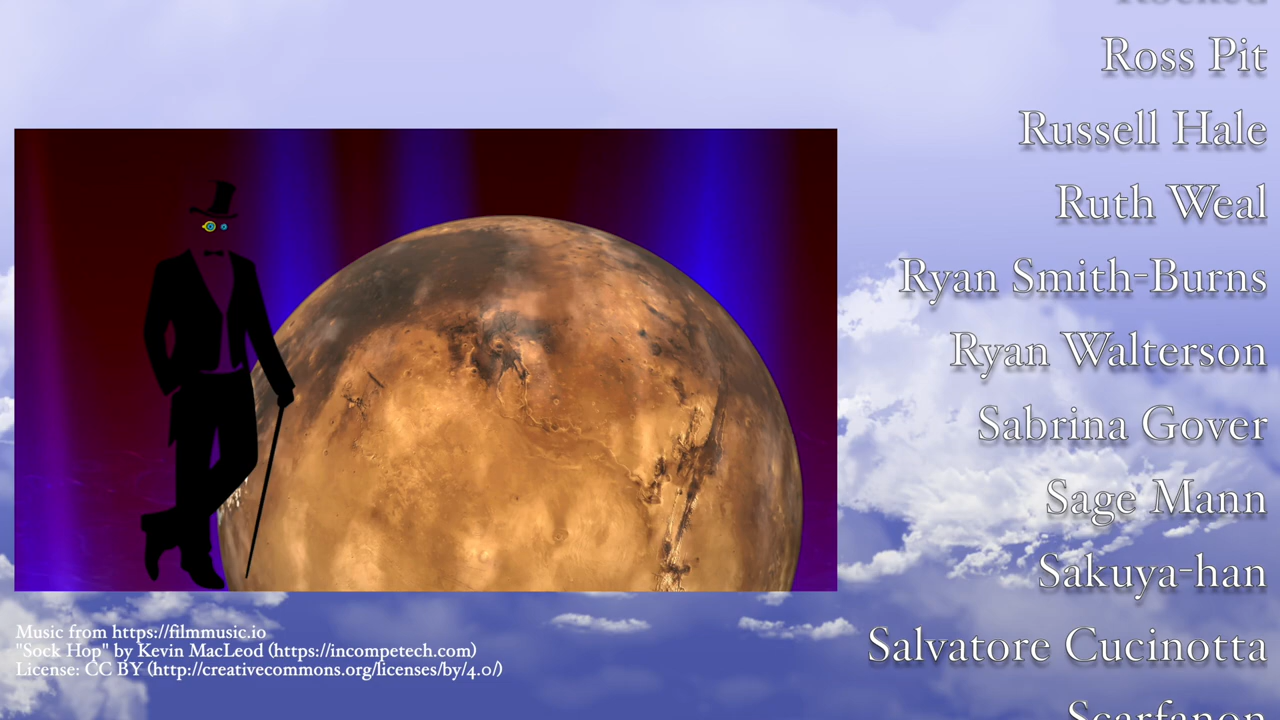 Rocked
Ross Pit
Russell Hale
Ruth Weal
Ryan Smith-Burns
Ryan Walterson
Sabrina Gover
Sage Mann
Sakuya-han
Salvatore Cucinotta
Music from https://filmmusic.io
"Sock Hop" by Kevin MacLeod (https://incompetech.com)
License: CC BY (http://creativecommons.org/licenses/by/4.0/)